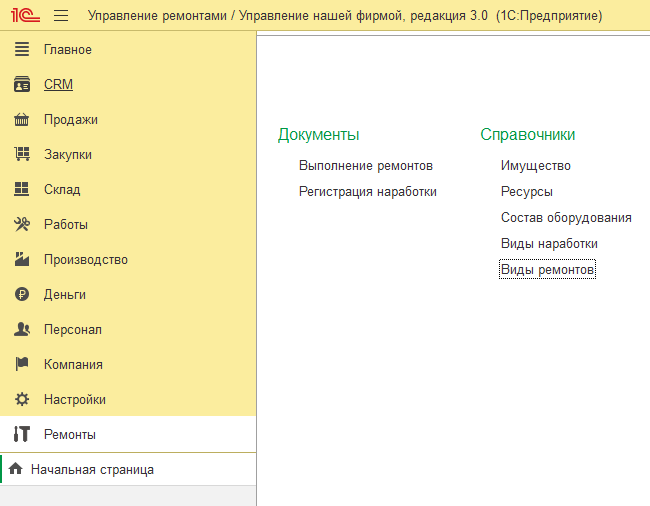 1С Управление ремонтами / Управление нашей фирмой, редакция 3.0 (1С:Предприятие)
Главное
CRM
Продажи
Закупки
Склад
Работы
Производство
Деньги
Персонал
Компания
Настройки
Ремонты
Начальная страница
Документы
Выполнение ремонтов
Регистрация наработки
Справочники
Имущество
Ресурсы
Состав оборудования
Виды наработки
Виды ремонтов